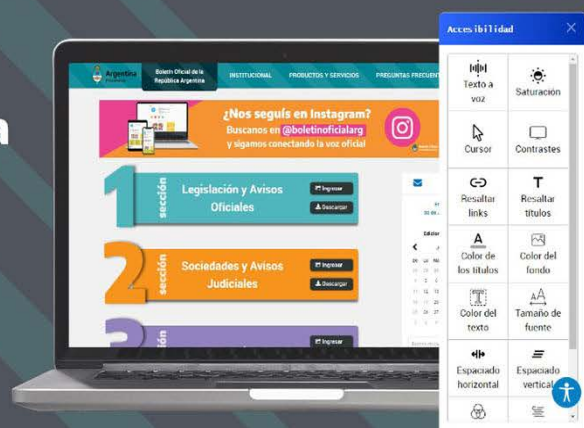 a
Argentina
Boletín Oficial de la
República Argentina
INSTITUCIONAL
PRODUCTOS Y SERVICIOS
PREGUNTAS FRECUENT
¿Nos seguís en Instagram?
Buscanos en @boletinoficialarg
y sigamos conectando la voz oficial
1
sección
Legislación y Avisos
Oficiales
Ingresar
Descargar
2
sección
Sociedades y Avisos
Judiciales
Ingresar
Descargar
3
Ingresar
Accesibilidad
Texto a
voz
Saturación
Cursor
Contrastes
Resaltar
links
Resaltar
títulos
Color de
los títulos
Color del
fondo
Color del
texto
Tamaño de
fuente
Espaciado
horizontal
Espaciado
vertical